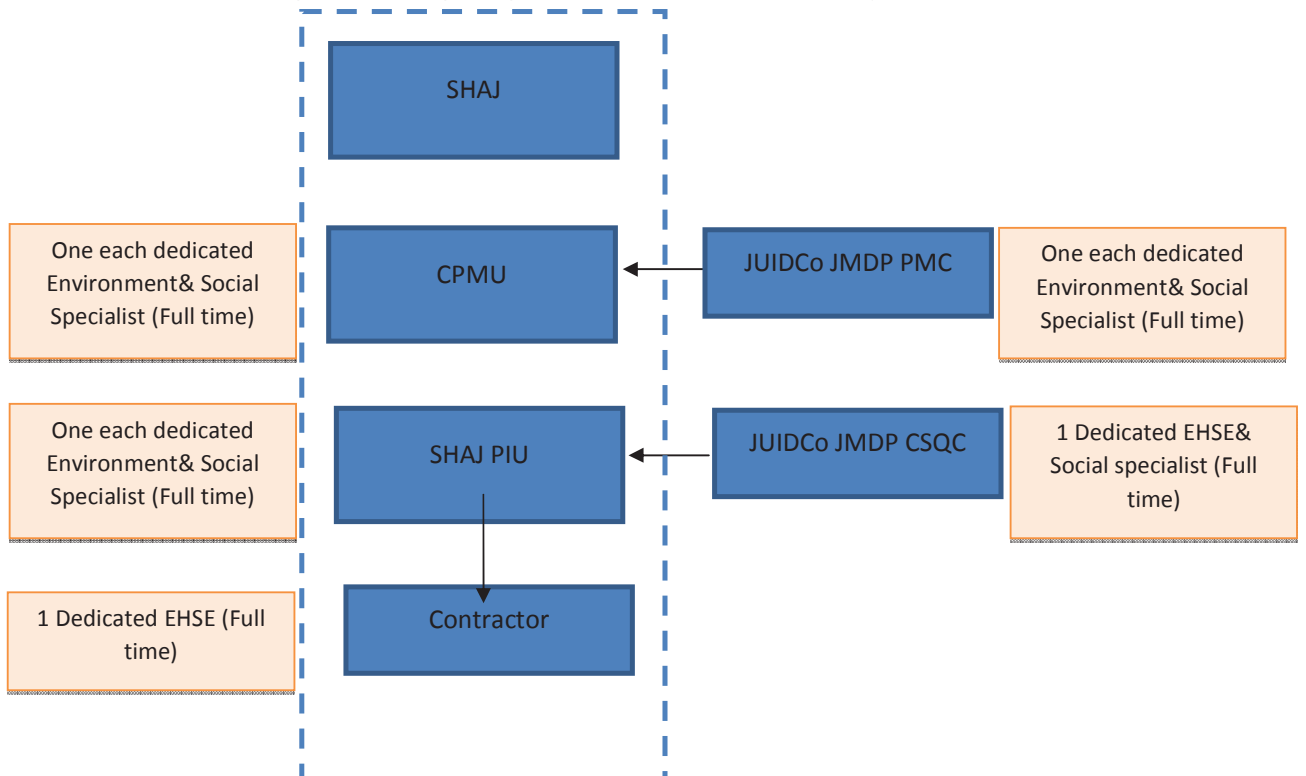 SHAJ
One each dedicated
Environment& Social
Specialist (Full time)
CPMU
JUIDCo JMDP PMC
One each dedicated
Environment& Social
Specialist (Full time)
One each dedicated
Environment& Social
Specialist (Full time)
SHAJ PIU
JUIDCo JMDP CSQC
1 Dedicated EHSE&
Social specialist (Full
time)
1 Dedicated EHSE (Full
time)
Contractor